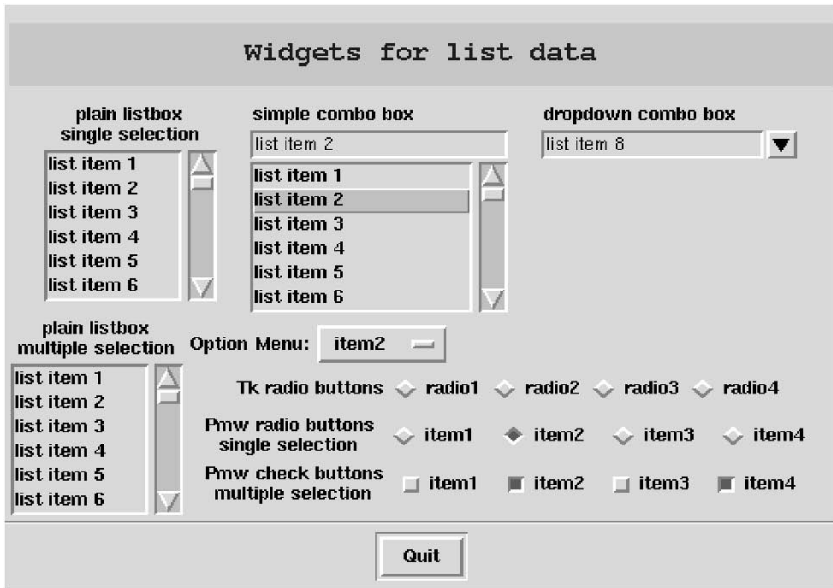 Widgets for list data
plain listbox
single selection
list item 1
list item 2
list item 3
list item 4
list item 5
list item 6
simple combo box
list item 2
list item 1
list item 2
list item 3
list item 4
list item 5
list item 6
dropdown combo box
list item 8
plain listbox
multiple selection
list item 1
list item 2
list item 3
list item 4
list item 5
list item 6
Option Menu: item2
Tk radio buttons radio1 radio2 radio3 radio4
Pmw radio buttons
single selection
item1 item2 item3 item4
Pmw check buttons
multiple selection
item1 item2 item3 item4
Quit